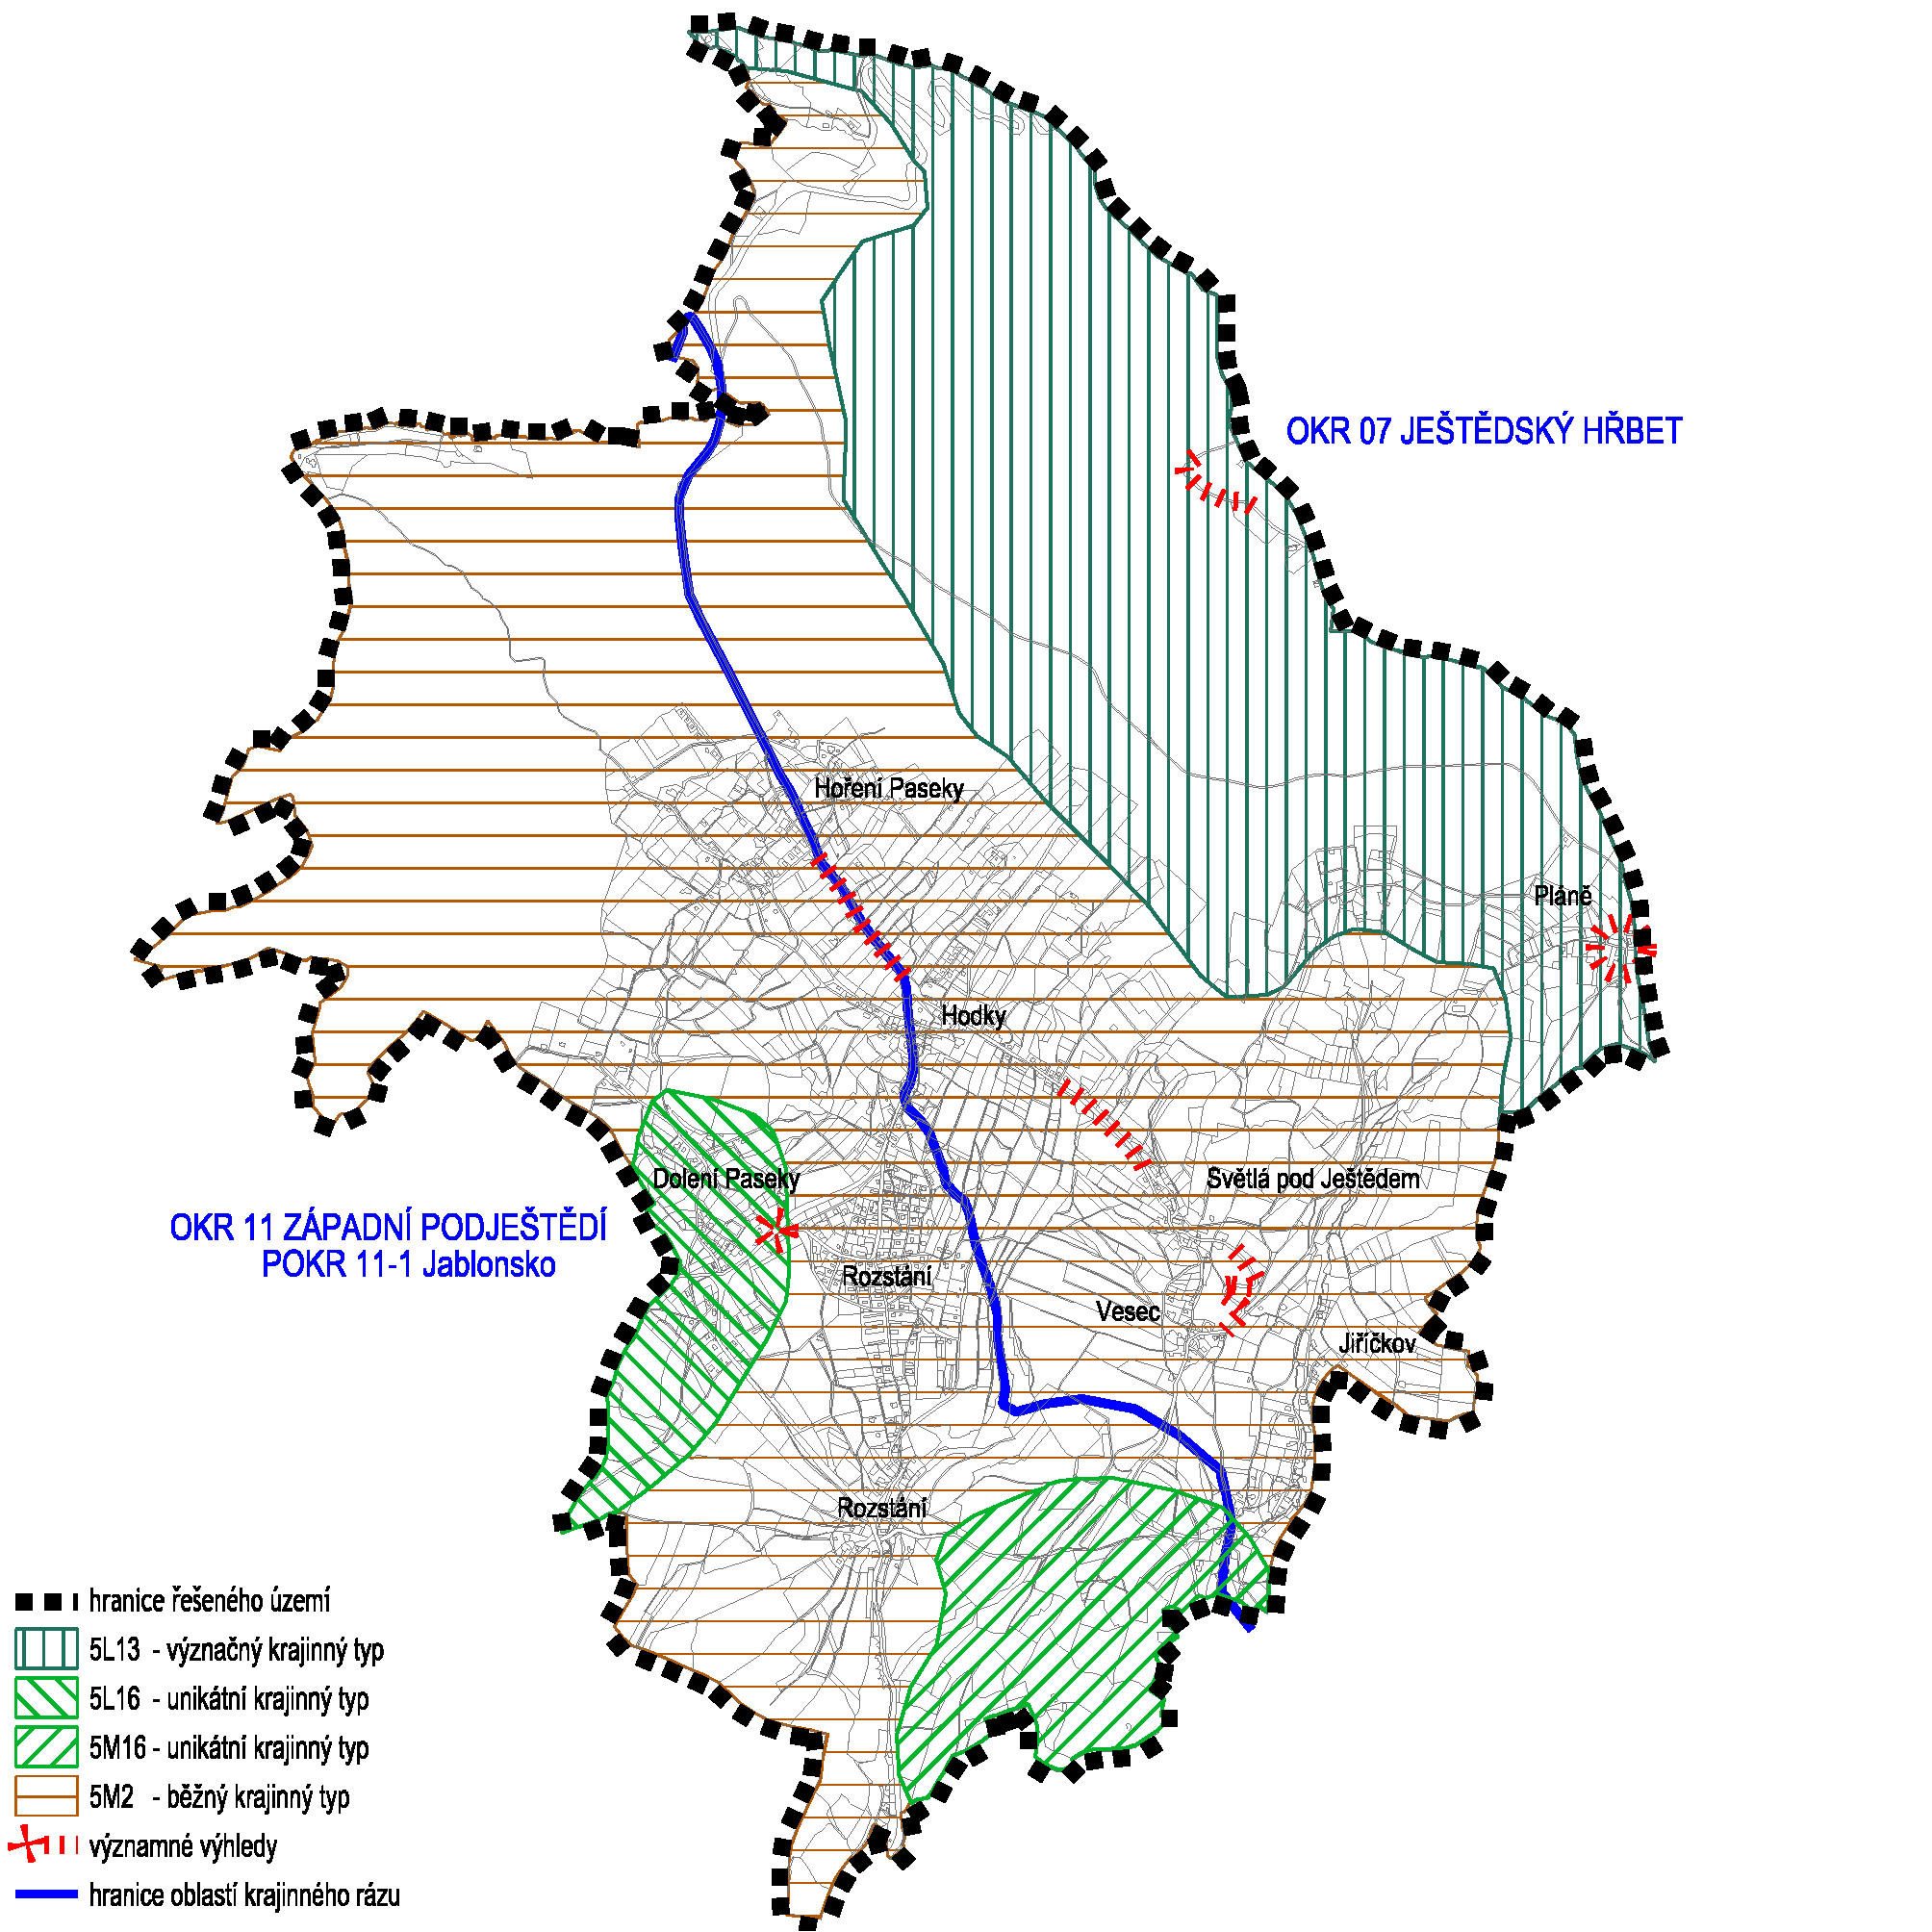 OKR 07 JEŠTĚDSKÝ HŘBET
Hoření Paseky
Pláně
Hodky
Dolení Paseky
Světlá pod Ještědem
OKR 11 ZÁPADNÍ PODJEŠTĚDÍ
POKR 11-1 Jablonsko
Rozstání
Vesec
Jiříčkov
Rozstání
hranice řešeného území
5L13 - význačný krajinný typ
5L16 - unikátní krajinný typ
5M16 - unikátní krajinný typ
5M2 - běžný krajinný typ
významné výhledy
hranice oblastí krajinného rázu